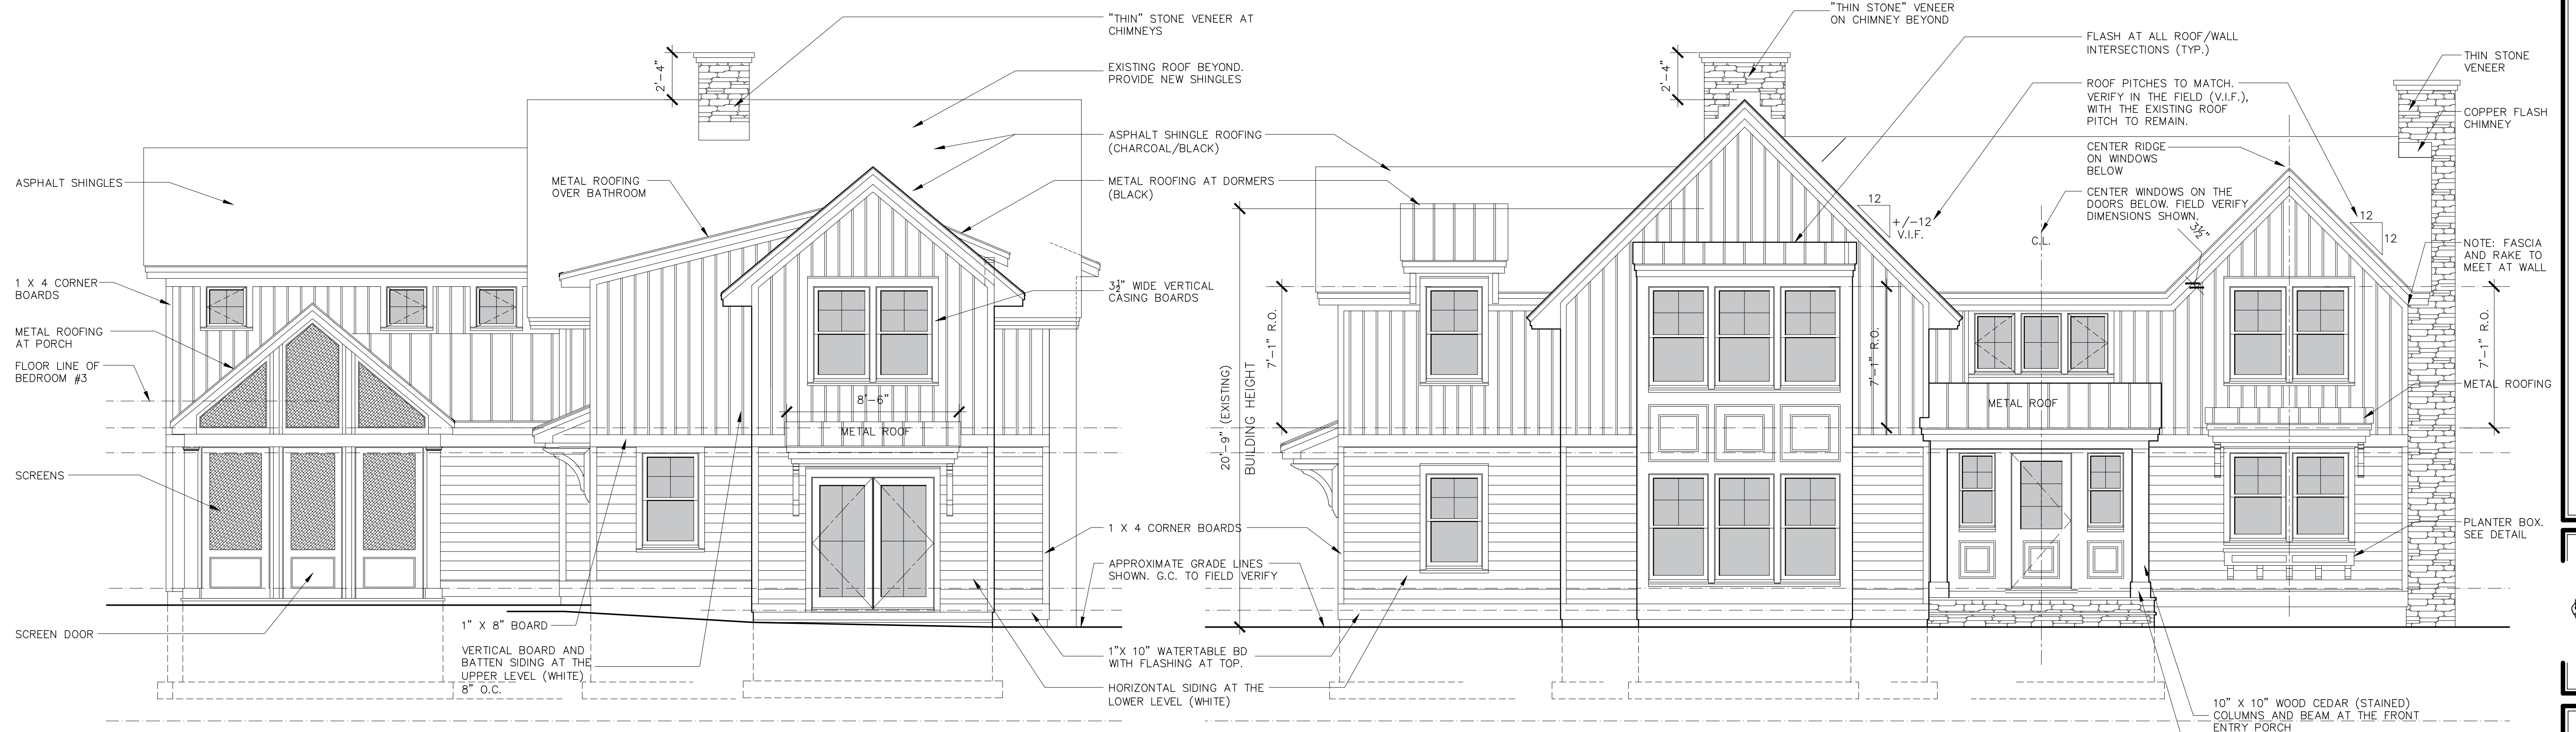 "THIN" STONE VENEER AT
CHIMNEYS
2'-4"
EXISTING ROOF BEYOND.
PROVIDE NEW SHINGLES
ASPHALT SHINGLE ROOFING
(CHARCOAL/BLACK)
METAL ROOFING AT DORMERS
(BLACK)
ASPHALT SHINGLES
METAL ROOFING
OVER BATHROOM
1 X 4 CORNER
BOARDS
3½" WIDE VERTICAL
CASING BOARDS
METAL ROOFING
AT PORCH
FLOOR LINE OF
BEDROOM #3
8'-6"
METAL ROOF
SCREENS
SCREEN DOOR
1 X 4 CORNER BOARDS
APPROXIMATE GRADE LINES
SHOWN. G.C. TO FIELD VERIFY
1" X 8" BOARD
VERTICAL BOARD AND
BATTEN SIDING AT THE
UPPER LEVEL (WHITE)
8" O.C.
1"X 10" WATERTABLE BD
WITH FLASHING AT TOP.
HORIZONTAL SIDING AT THE
LOWER LEVEL (WHITE)
"THIN STONE" VENEER
ON CHIMNEY BEYOND
2'-4"
FLASH AT ALL ROOF/WALL
INTERSECTIONS (TYP.)
THIN STONE
VENEER
ROOF PITCHES TO MATCH.
VERIFY IN THE FIELD (V.I.F.),
WITH THE EXISTING ROOF
PITCH TO REMAIN.
COPPER FLASH
CHIMNEY
CENTER RIDGE
ON WINDOWS
BELOW
CENTER WINDOWS ON THE
DOORS BELOW. FIELD VERIFY
DIMENSIONS SHOWN.
12
+/-12
V.I.F.
C.L.
3½"
12
12
NOTE: FASCIA
AND RAKE TO
MEET AT WALL
20'-9" (EXISTING)
BUILDING HEIGHT
7'-1" R.O.
7'-1" R.O.
7'-1" R.O.
METAL ROOFING
METAL ROOF
PLANTER BOX.
SEE DETAIL
10" X 10" WOOD CEDAR (STAINED)
COLUMNS AND BEAM AT THE FRONT
ENTRY PORCH